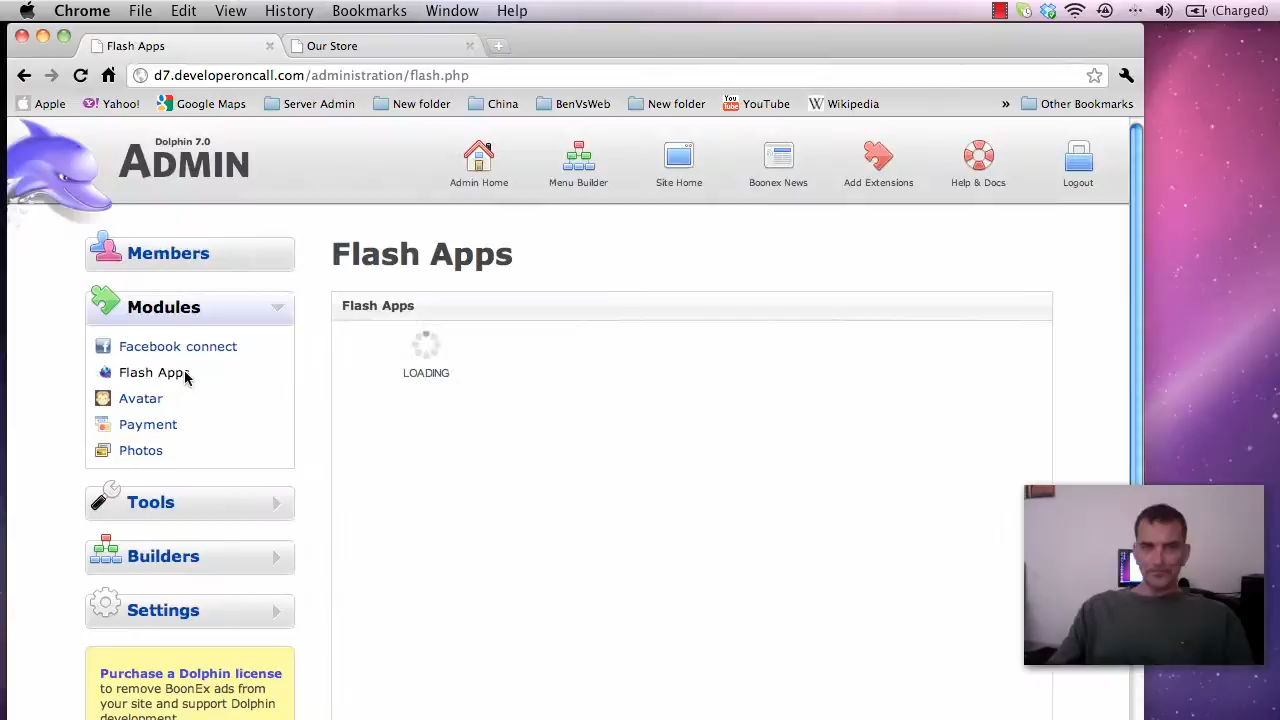 Chrome File Edit View History Bookmarks Window Help (Charged)
Flash Apps Our Store
d7.developeroncall.com/administration/flash.php
Apple Yahoo! Google Maps Server Admin New folder China BenVsWeb New folder YouTube Wikipedia » Other Bookmarks
Dolphin 7.0
ADMIN
Admin Home Menu Builder Site Home Boonex News Add Extensions Help & Docs Logout
Members
Modules
Facebook connect
Flash Apps
Avatar
Payment
Photos
Tools
Builders
Settings
Purchase a Dolphin license
to remove BoonEx ads from
your site and support Dolphin
development.
Flash Apps
Flash Apps
LOADING